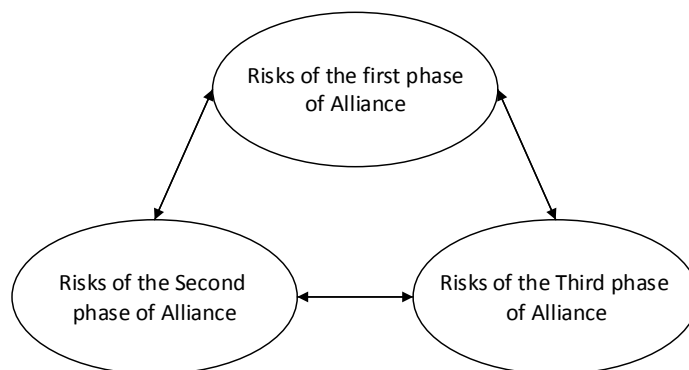 Risks of the first phase
of Alliance
Risks of the Second
phase of Alliance
Risks of the Third phase
of Alliance